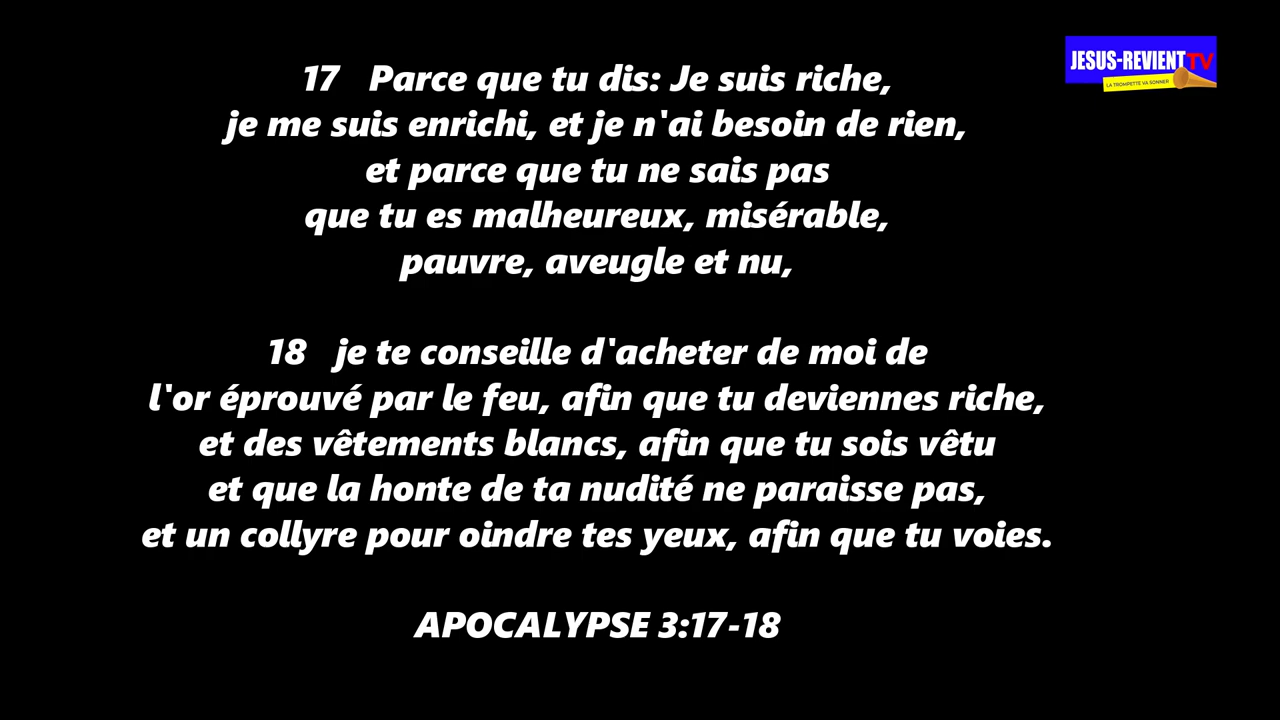 JESUS-REVIENT TV
LA TROMPETTE VA SONNER
17 Parce que tu dis: Je suis riche,
je me suis enrichi, et je n'ai besoin de rien,
et parce que tu ne sais pas
que tu es malheureux, misérable,
pauvre, aveugle et nu,
18 je te conseille d'acheter de moi de
l'or éprouvé par le feu, afin que tu deviennes riche,
et des vêtements blancs, afin que tu sois vêtu
et que la honte de ta nudité ne paraisse pas,
et un collyre pour oindre tes yeux, afin que tu voies.
APOCALYPSE 3:17-18